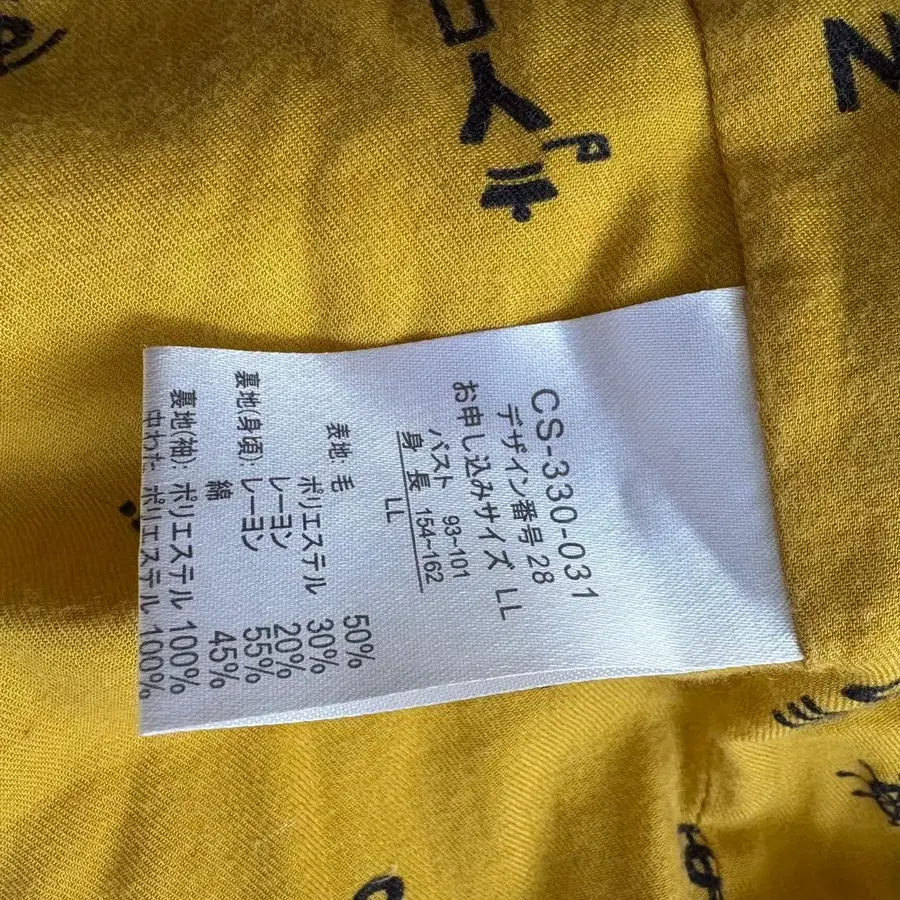 CS-330-031
デザイン番号 28
お申し込みサイズ LL
バスト 93~101
身長 154~162
LL
表地: 毛 50%
ポリエステル 30%
レーヨン 20%
裏地(身頃): レーヨン 55%
綿 45%
裏地(袖): ポリエステル 100%
中わた ポリエステル 100%
N